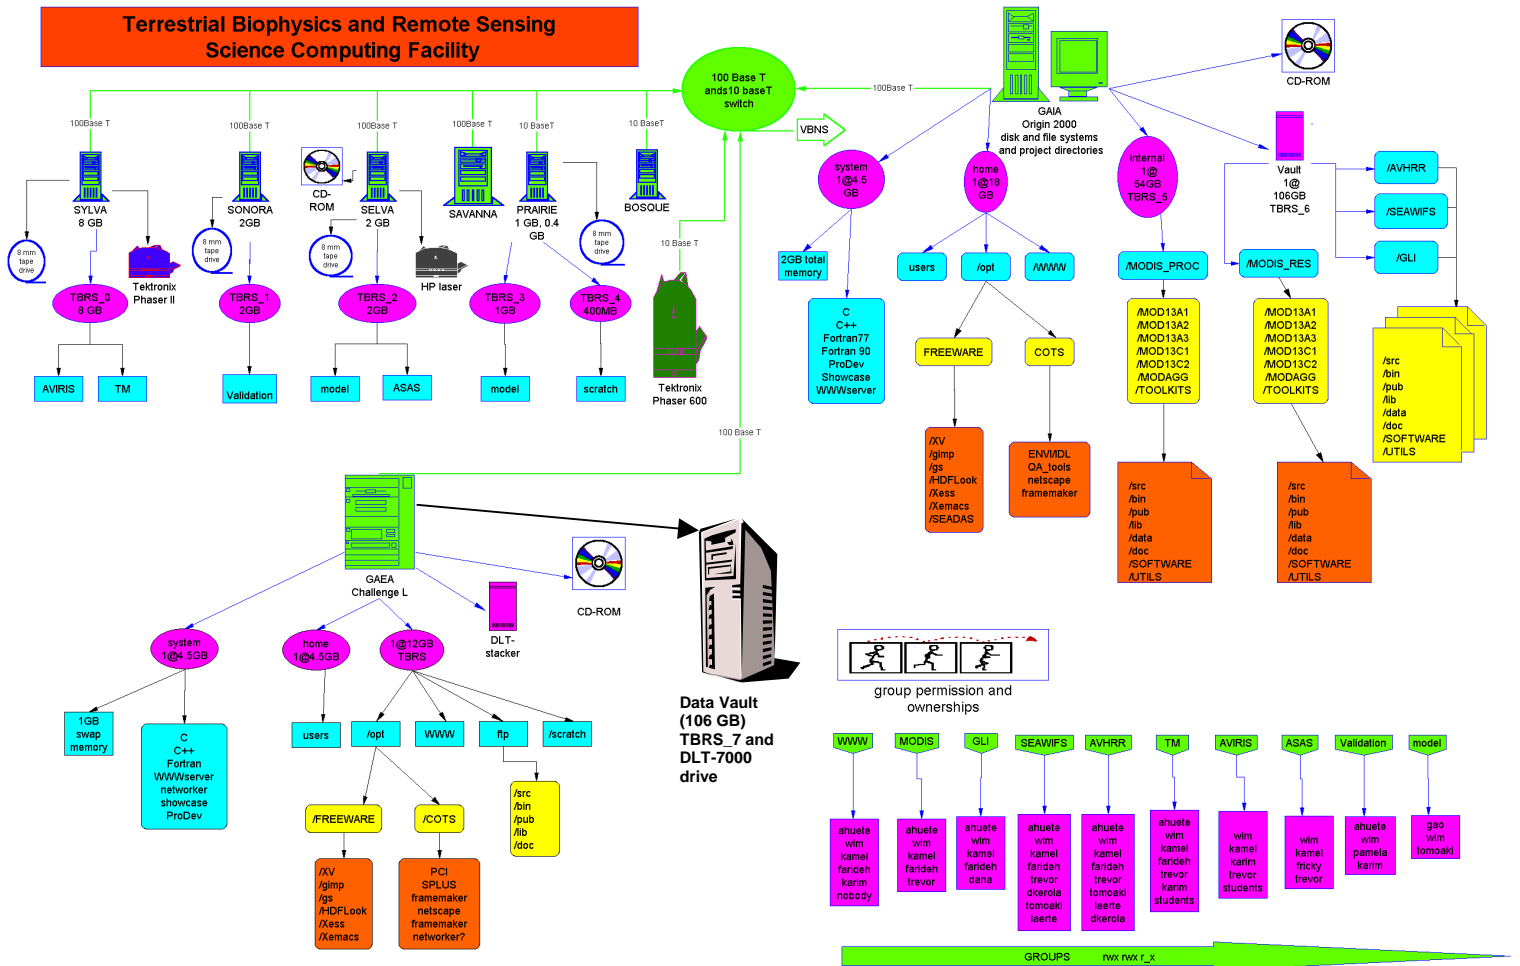 Terrestrial Biophysics and Remote Sensing
Science Computing Facility
100 Base T
ands10 baseT
switch
100Base T
VBNS
GAIA
Origin 2000
disk and file systems
and project directories
CD-ROM
100Base T
100Base T
100Base T
100Base T
10 Base T
10 Base T
SYLVA
8 GB
SONORA
2GB
CD-
ROM
SELVA
2 GB
SAVANNA
PRAIRIE
1 GB, 0.4
GB
BOSQUE
8 mm
tape
drive
Tektronix
Phaser II
8 mm
tape
drive
8 mm
tape
drive
HP laser
8 mm
tape
drive
10 Base T
TBRS_0
8 GB
TBRS_1
2GB
TBRS_2
2GB
TBRS_3
1GB
TBRS_4
400MB
AVIRIS
TM
Validation
model
ASAS
model
scratch
Tektronix
Phaser 600
100 Base T
system
1@4.5
GB
home
1@18
GB
internal
1@
54GB
TBRS_5
Vault
1@
106GB
TBRS_6
/AVHRR
/SEAWIFS
/GLI
2GB total
memory
users
/opt
/WWW
/MODIS_PROC
/MODIS_RES
C
C++
Fortran77
Fortran 90
ProDev
Showcase
WWWserver
FREEWARE
COTS
/MOD13A1
/MOD13A2
/MOD13A3
/MOD13C1
/MOD13C2
/MODAGG
/TOOLKITS
/MOD13A1
/MOD13A2
/MOD13A3
/MOD13C1
/MOD13C2
/MODAGG
/TOOLKITS
/src
/bin
/pub
/lib
/data
/doc
/SOFTWARE
/UTILS
/XV
/gimp
/gs
/HDFLook
/Xess
/Xemacs
/SEADAS
ENVI/IDL
QA_tools
netscape
framemaker
/src
/bin
/pub
/lib
/data
/doc
/SOFTWARE
/UTILS
/src
/bin
/pub
/lib
/data
/doc
/SOFTWARE
/UTILS
GAEA
Challenge L
CD-ROM
DLT-
stacker
system
1@4.5GB
home
1@4.5GB
1@12GB
TBRS
1GB
swap
memory
C
C++
Fortran
WWWserver
networker
showcase
ProDev
users
/opt
WWW
ftp
/scratch
/FREEWARE
/COTS
/src
/bin
/pub
/lib
/doc
/XV
/gimp
/gs
/HDFLook
/Xess
/Xemacs
PCI
SPLUS
framemaker
netscape
framemaker
networker?
Data Vault
(106 GB)
TBRS_7 and
DLT-7000
drive
group permission and
ownerships
WWW
MODIS
GLI
SEAWIFS
AVHRR
TM
AVIRIS
ASAS
Validation
model
ahuete
wim
kamel
farideh
karim
nobody
ahuete
wim
kamel
farideh
trevor
ahuete
wim
kamel
farideh
dana
ahuete
wim
kamel
farideh
trevor
dkerola
tomoaki
laerte
ahuete
wim
kamel
farideh
trevor
tomoaki
laerte
dkerola
ahuete
wim
kamel
farideh
trevor
karim
students
wim
kamel
karim
trevor
students
wim
kamel
fricky
trevor
ahuete
wim
pamela
karim
gao
wim
tomoaki
GROUPS rwx rwx r_x